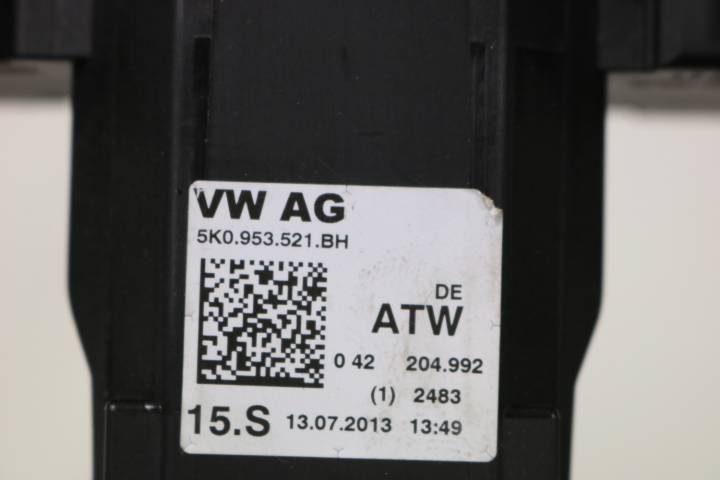 VW AG
5K0.953.521.BH
DE
ATW
0 42 204.992
(1) 2483
15.S 13.07.2013 13:49